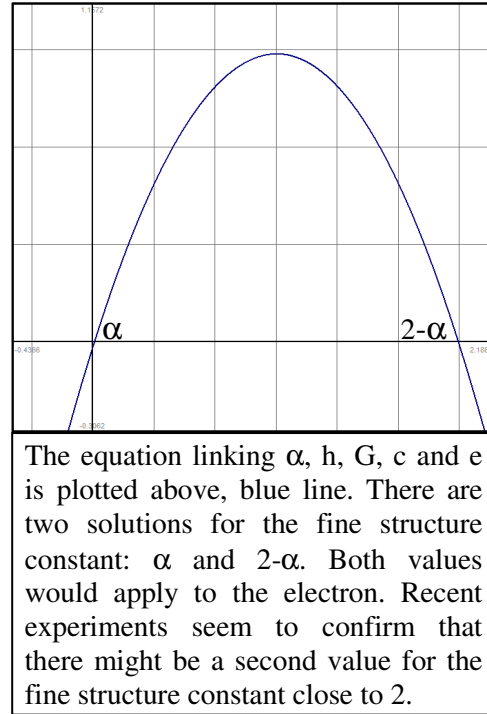 1.1672
α
2-α
-0.4366
2.188
-0.3062
The equation linking α, h, G, c and e
is plotted above, blue line. There are
two solutions for the fine structure
constant: α and 2-α. Both values
would apply to the electron. Recent
experiments seem to confirm that
there might be a second value for the
fine structure constant close to 2.